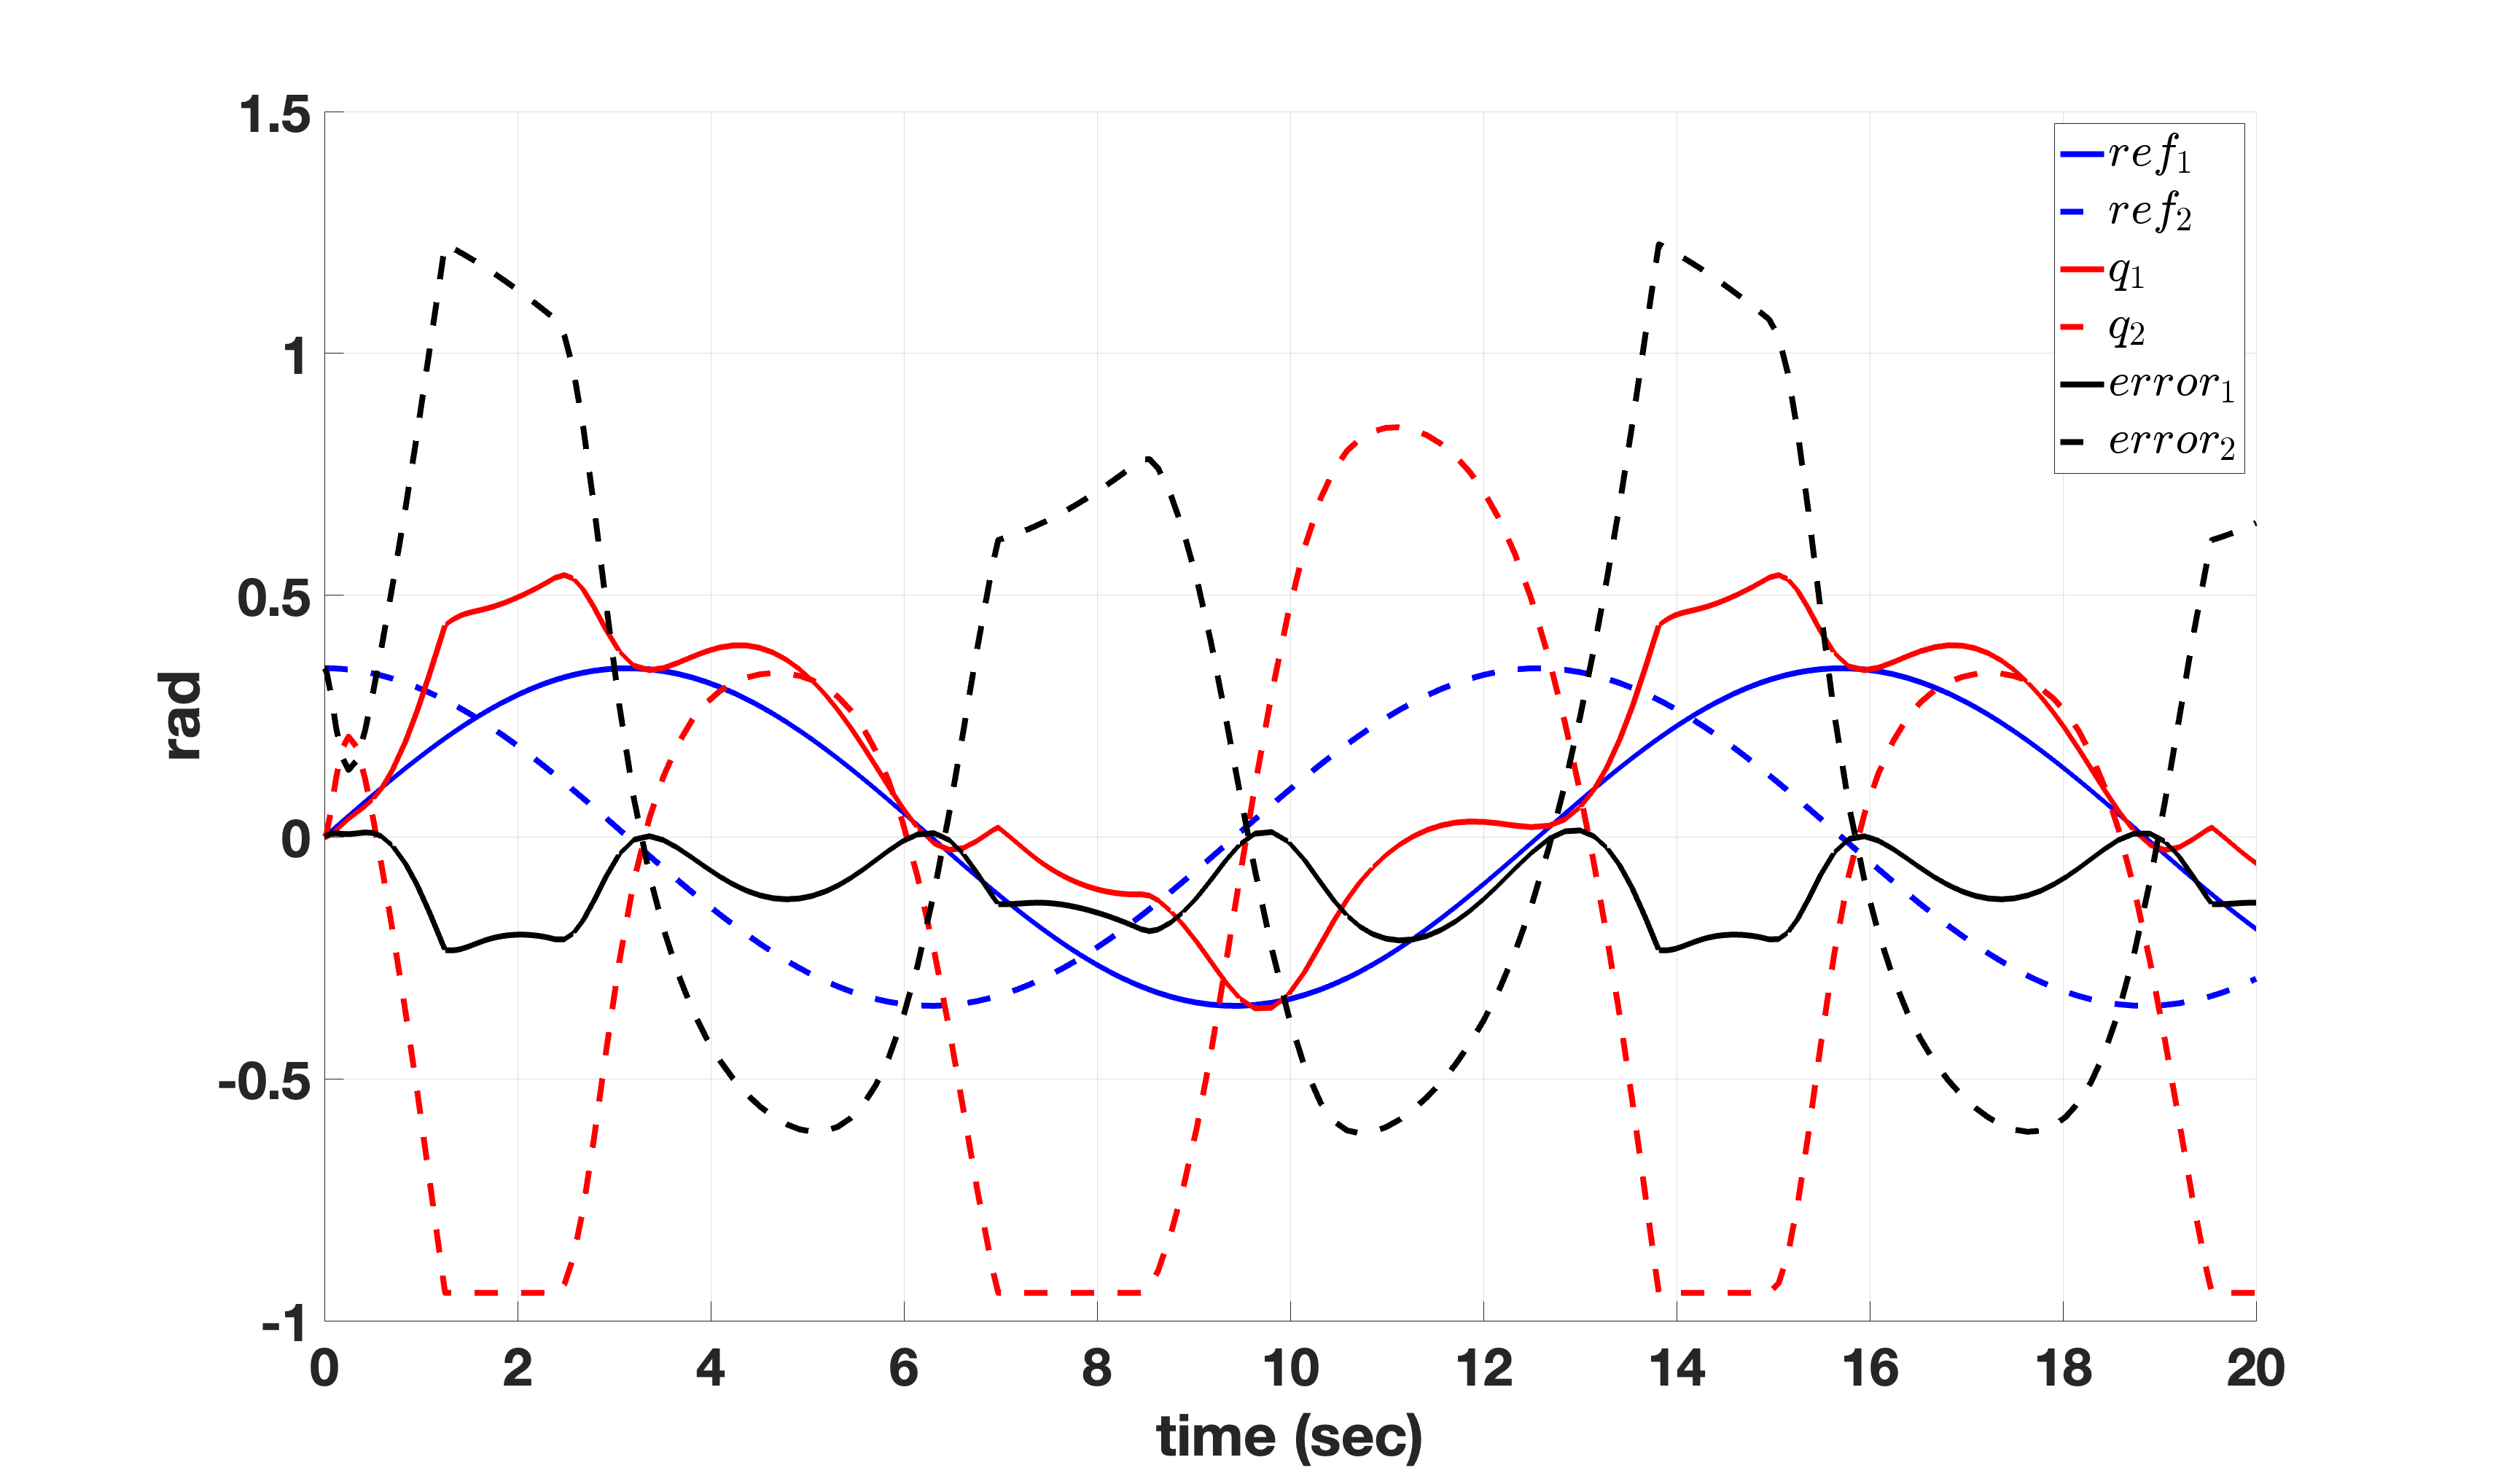 1.5
1
0.5
0
-0.5
-1
rad
0 2 4 6 8 10 12 14 16 18 20
time (sec)
ref₁
ref₂
q₁
q₂
error₁
error₂